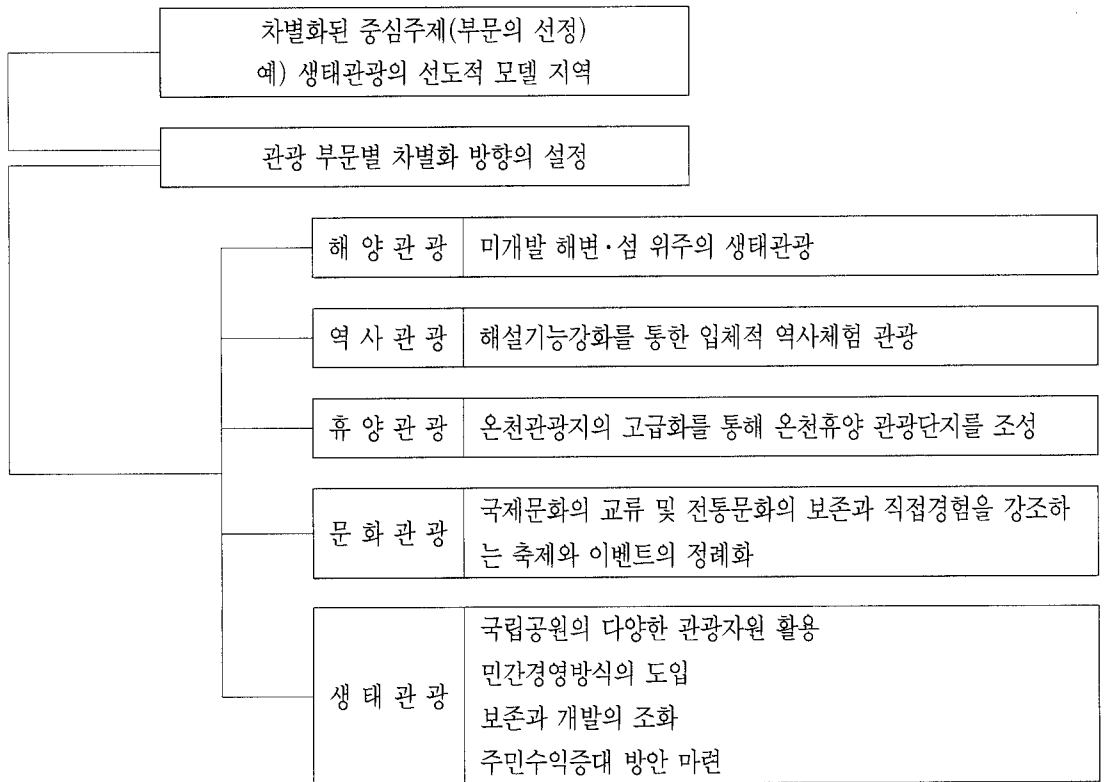 차별화된 중심주제(부문의 선정)
예) 생태관광의 선도적 모델 지역
관광 부문별 차별화 방향의 설정
해 양 관 광
미개발 해변·섬 위주의 생태관광
역 사 관 광
해설기능강화를 통한 입체적 역사체험 관광
휴 양 관 광
온천관광지의 고급화를 통해 온천휴양 관광단지를 조성
문 화 관 광
국제문화의 교류 및 전통문화의 보존과 직접경험을 강조하
는 축제와 이벤트의 정례화
생 태 관 광
국립공원의 다양한 관광자원 활용
민간경영방식의 도입
보존과 개발의 조화
주민수익증대 방안 마련